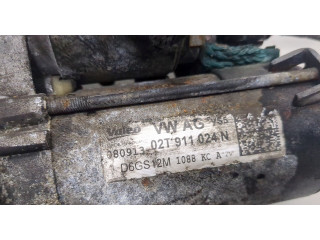 Valeo VW AG
080913 02T 911 024 N
D6GS12M 1088 KC A